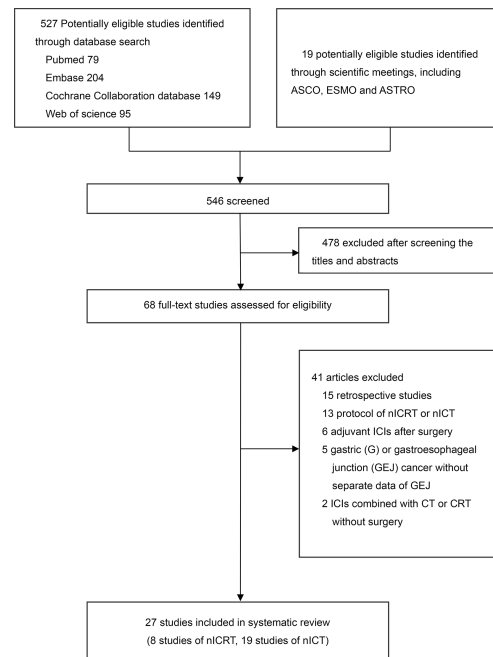 527 Potentially eligible studies identified
through database search
Pubmed 79
Embase 204
Cochrane Collaboration database 149
Web of science 95
19 potentially eligible studies identified
through scientific meetings, including
ASCO, ESMO and ASTRO
546 screened
478 excluded after screening the
titles and abstracts
68 full-text studies assessed for eligibility
41 articles excluded
15 retrospective studies
13 protocol of nICRT or nICT
6 adjuvant ICIs after surgery
5 gastric (G) or gastroesophageal
junction (GEJ) cancer without
separate data of GEJ
2 ICIs combined with CT or CRT
without surgery
27 studies included in systematic review
(8 studies of nICRT, 19 studies of nICT)